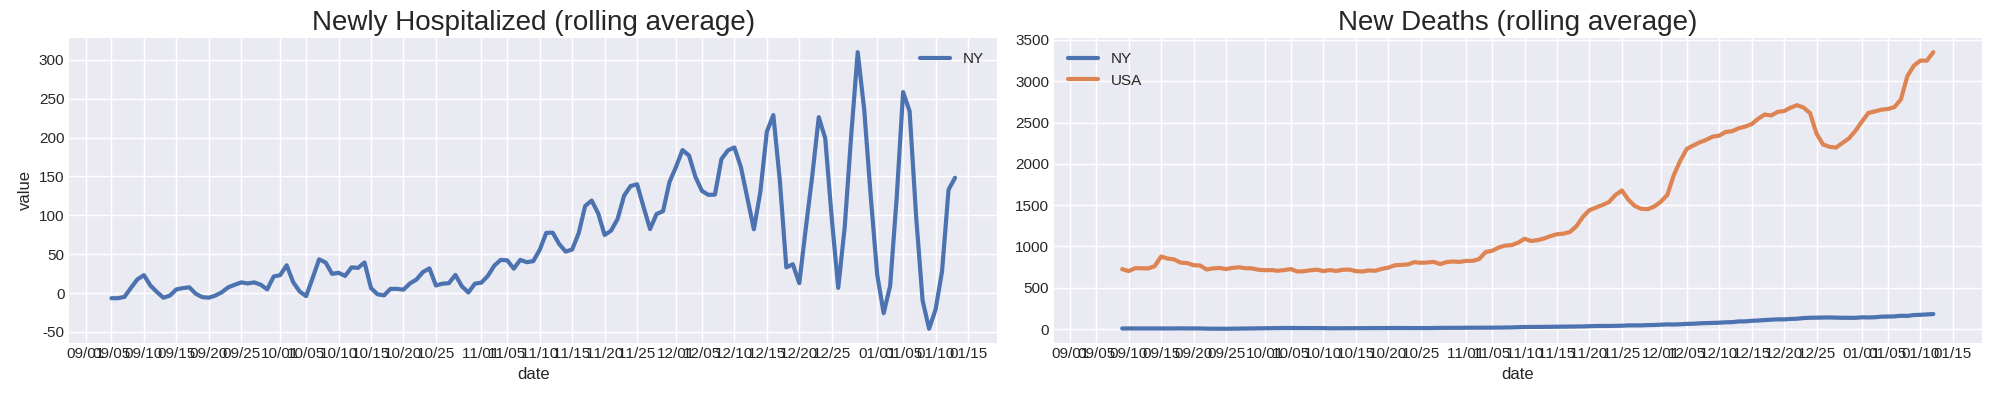 Newly Hospitalized (rolling average)
NY
value
300
250
200
150
100
50
0
-50
09/01 09/05 09/10 09/15 09/20 09/25 10/01 10/05 10/10 10/15 10/20 10/25 11/01 11/05 11/10 11/15 11/20 11/25 12/01 12/05 12/10 12/15 12/20 12/25 01/01 01/05 01/10 01/15
date
New Deaths (rolling average)
NY
USA
3500
3000
2500
2000
1500
1000
500
0
09/01 09/05 09/10 09/15 09/20 09/25 10/01 10/05 10/10 10/15 10/20 10/25 11/01 11/05 11/10 11/15 11/20 11/25 12/01 12/05 12/10 12/15 12/20 12/25 01/01 01/05 01/10 01/15
date